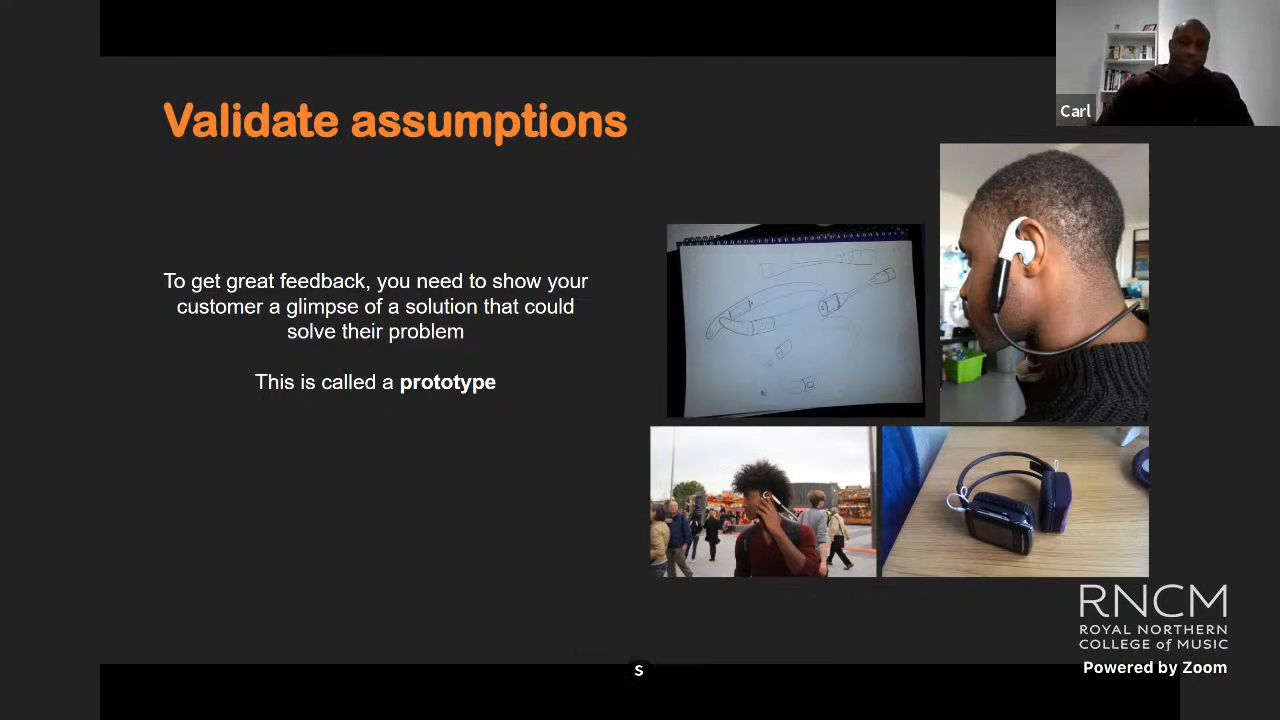 Carl
Validate assumptions
To get great feedback, you need to show your
customer a glimpse of a solution that could
solve their problem
This is called a prototype
RNCM
ROYAL NORTHERN
COLLEGE of MUSIC
Powered by Zoom
S